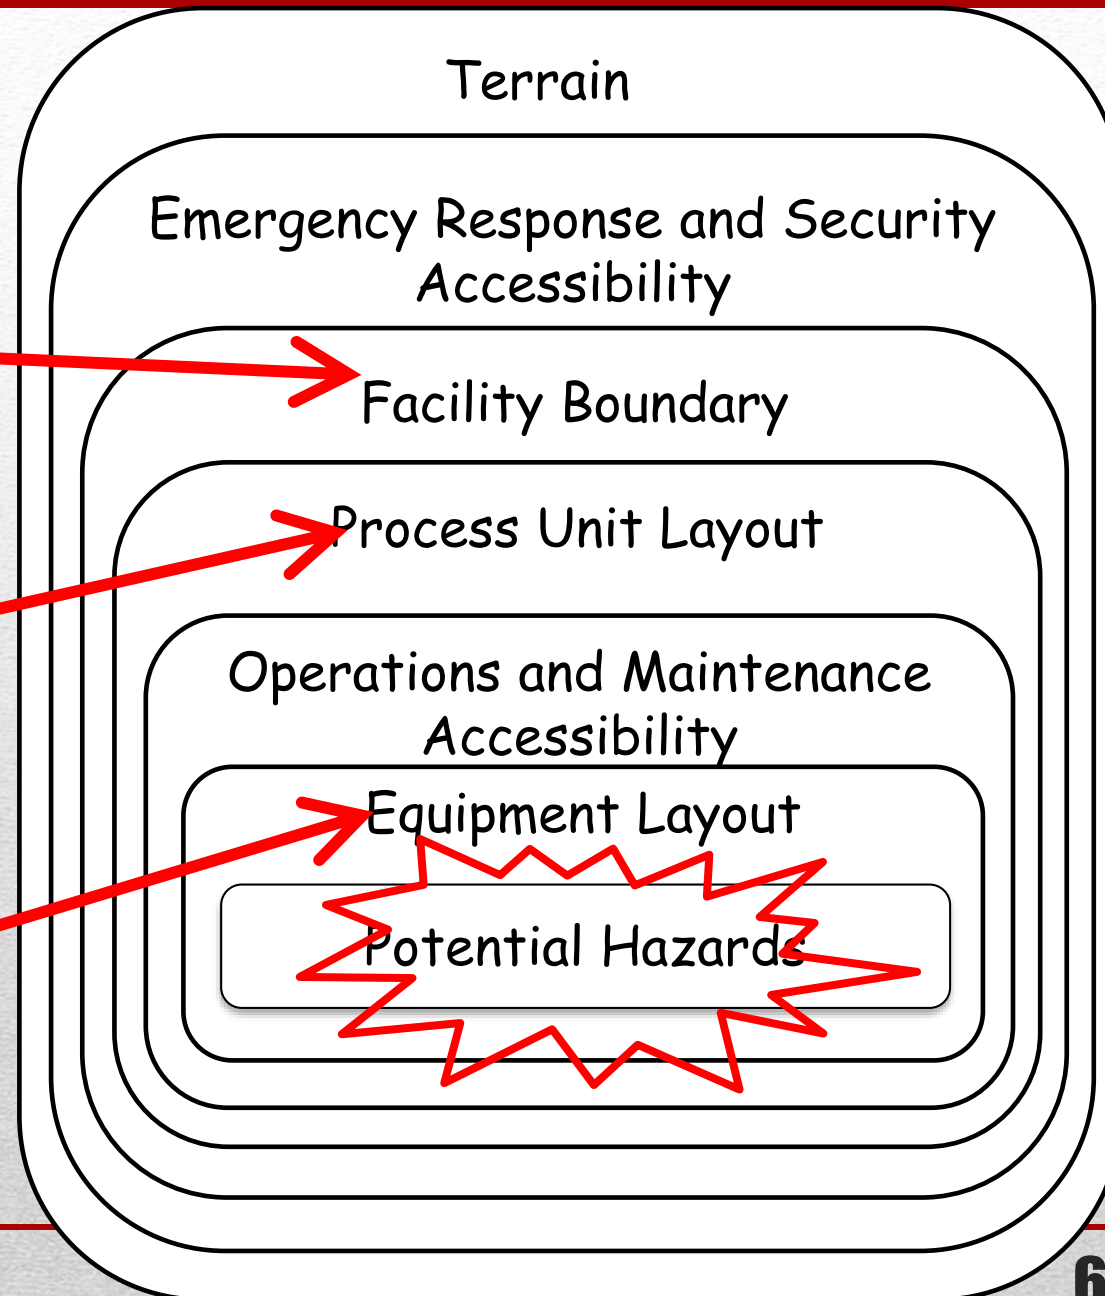 Terrain
Emergency Response and Security
Accessibility
Facility Boundary
Process Unit Layout
Operations and Maintenance
Accessibility
Equipment Layout
Potential Hazards
6